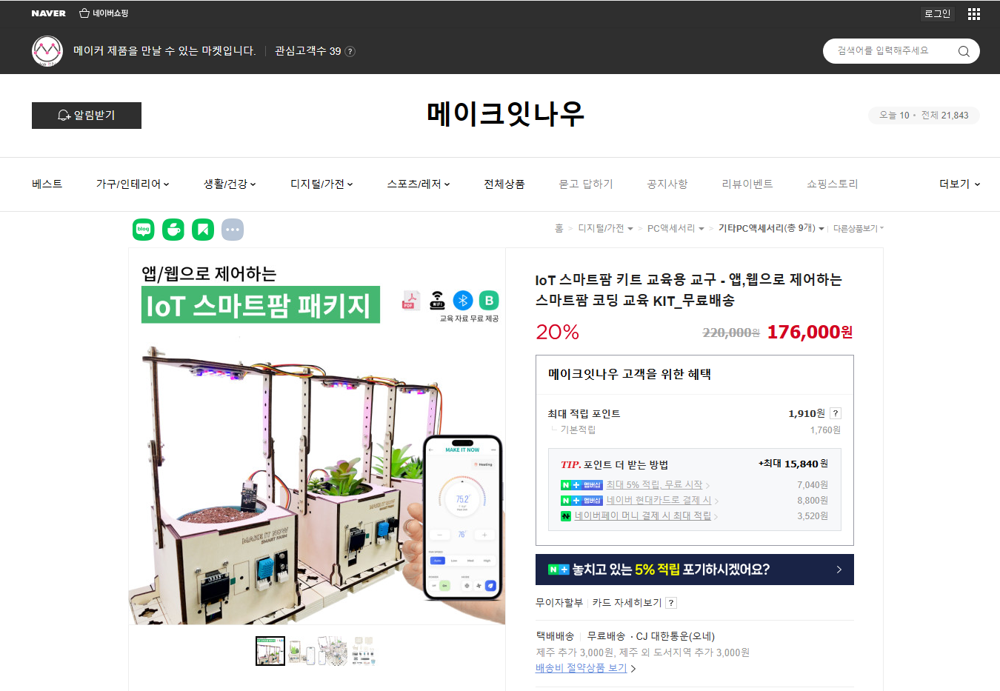 NAVER 네이버쇼핑 로그인
메이커 제품을 만날 수 있는 마켓입니다. 관심고객수 39 ? 검색어를 입력해주세요
알림받기 메이크잇나우 오늘 10 • 전체 21,843
베스트 가구/인테리어 생활/건강 디지털/가전 스포츠/레저 전체상품 묻고 답하기 공지사항 리뷰이벤트 쇼핑스토리 더보기
blog 홈 > 디지털/가전 > PC액세서리 > 기타PC액세서리(총 9개) 다른상품보기
앱/웹으로 제어하는
IoT 스마트팜 패키지
PDF WIFI B
교육 자료 무료 제공
MAKE IT NOW
Heating
75.2°
76°
Auto Low Med High
MAKE IT NOW
SMART FARM
MAKE IT NOW
SMART FARM
IoT 스마트팜 키트 교육용 교구 - 앱,웹으로 제어하는
스마트팜 코딩 교육 KIT_무료배송
20% 220,000원 176,000원
메이크잇나우 고객을 위한 혜택
최대 적립 포인트 1,910원 ?
기본적립 1,760원
TIP. 포인트 더 받는 방법 +최대 15,840 원
N+ 멤버십 최대 5% 적립, 무료 시작 > 7,040원
N+ 멤버십 네이버 현대카드로 결제 시 > 8,800원
네이버페이 머니 결제 시 최대 적립 > 3,520원
N+ 놓치고 있는 5% 적립 포기하시겠어요? >
무이자할부 카드 자세히보기 ?
택배배송 무료배송 · CJ 대한통운(오네)
제주 추가 3,000원, 제주 외 도서지역 추가 3,000원
배송비 절약상품 보기 >